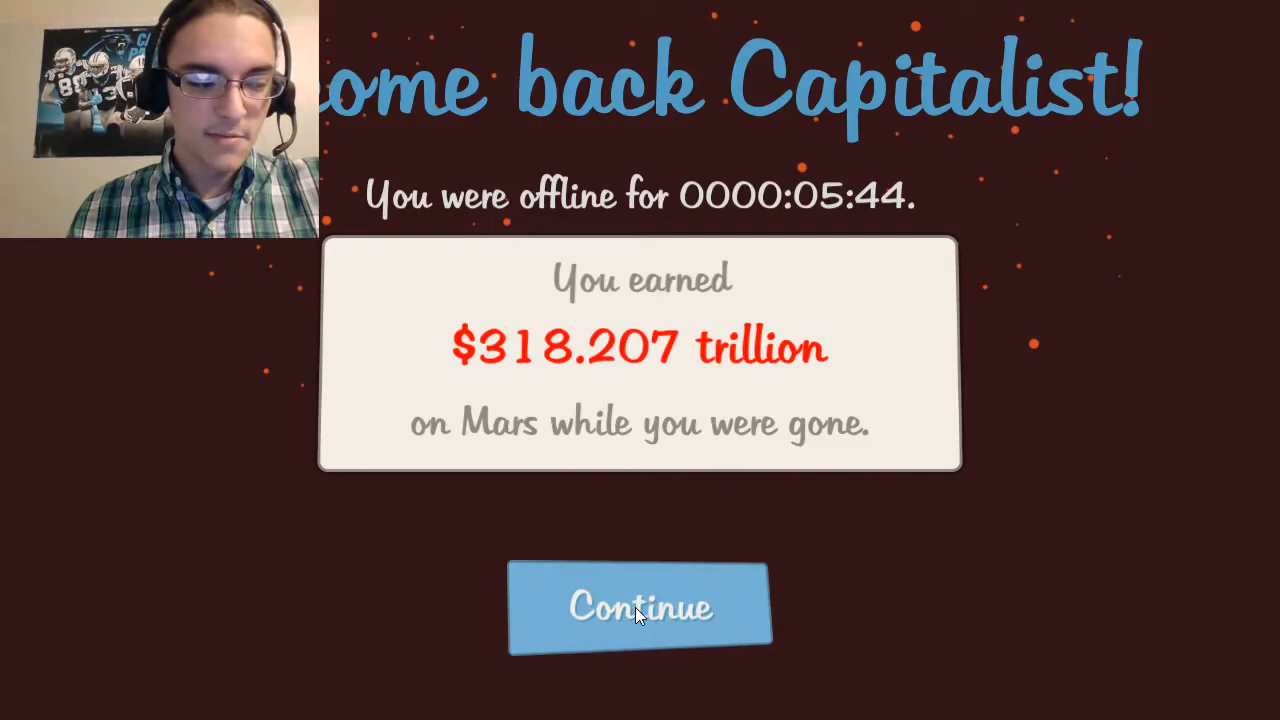 ome back Capitalist!
You were offline for 0000:05:44.
You earned
$318.207 trillion
on Mars while you were gone.
Continue